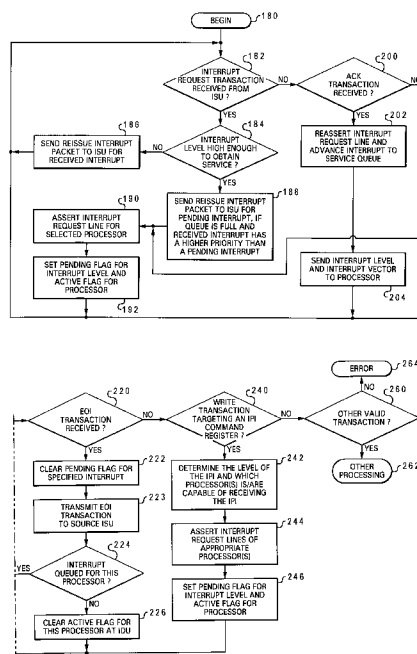 BEGIN
180
182
INTERRUPT
REQUEST TRANSACTION
RECEIVED FROM
ISU ?
NO
YES
200
ACK
TRANSACTION
RECEIVED ?
NO
YES
184
INTERRUPT
LEVEL HIGH ENOUGH
TO OBTAIN
SERVICE ?
NO
YES
186
SEND REISSUE INTERRUPT
PACKET TO ISU FOR
RECEIVED INTERRUPT
202
REASSERT INTERRUPT
REQUEST LINE AND
ADVANCE INTERRUPT TO
SERVICE QUEUE
188
SEND REISSUE INTERRUPT
PACKET TO ISU FOR
PENDING INTERRUPT, IF
QUEUE IS FULL AND
RECEIVED INTERRUPT HAS
A HIGHER PRIORITY THAN
A PENDING INTERRUPT
190
ASSERT INTERRUPT
REQUEST LINE FOR
SELECTED PROCESSOR
SET PENDING FLAG FOR
INTERRUPT LEVEL AND
ACTIVE FLAG FOR
PROCESSOR
192
SEND INTERRUPT LEVEL
AND INTERRUPT VECTOR
TO PROCESSOR
204
220
EOI
TRANSACTION
RECEIVED ?
NO
YES
240
WRITE
TRANSACTION
TARGETING AN IPI
COMMAND
REGISTER ?
NO
YES
ERROR
264
NO
260
OTHER VALID
TRANSACTION ?
YES
OTHER
PROCESSING
262
222
CLEAR PENDING FLAG FOR
SPECIFIED INTERRUPT
223
TRANSMIT EOI
TRANSACTION
TO SOURCE ISU
224
INTERRUPT
QUEUED FOR THIS
PROCESSOR ?
YES
NO
226
CLEAR ACTIVE FLAG FOR
THIS PROCESSOR AT IDU
242
DETERMINE THE LEVEL
OF THE IPI AND WHICH
PROCESSOR(S) IS/ARE
CAPABLE OF RECEIVING
THE IPI
244
ASSERT INTERRUPT
REQUEST LINES OF
APPROPRIATE
PROCESSOR(S)
246
SET PENDING FLAG FOR
INTERRUPT LEVEL AND
ACTIVE FLAG FOR
PROCESSOR